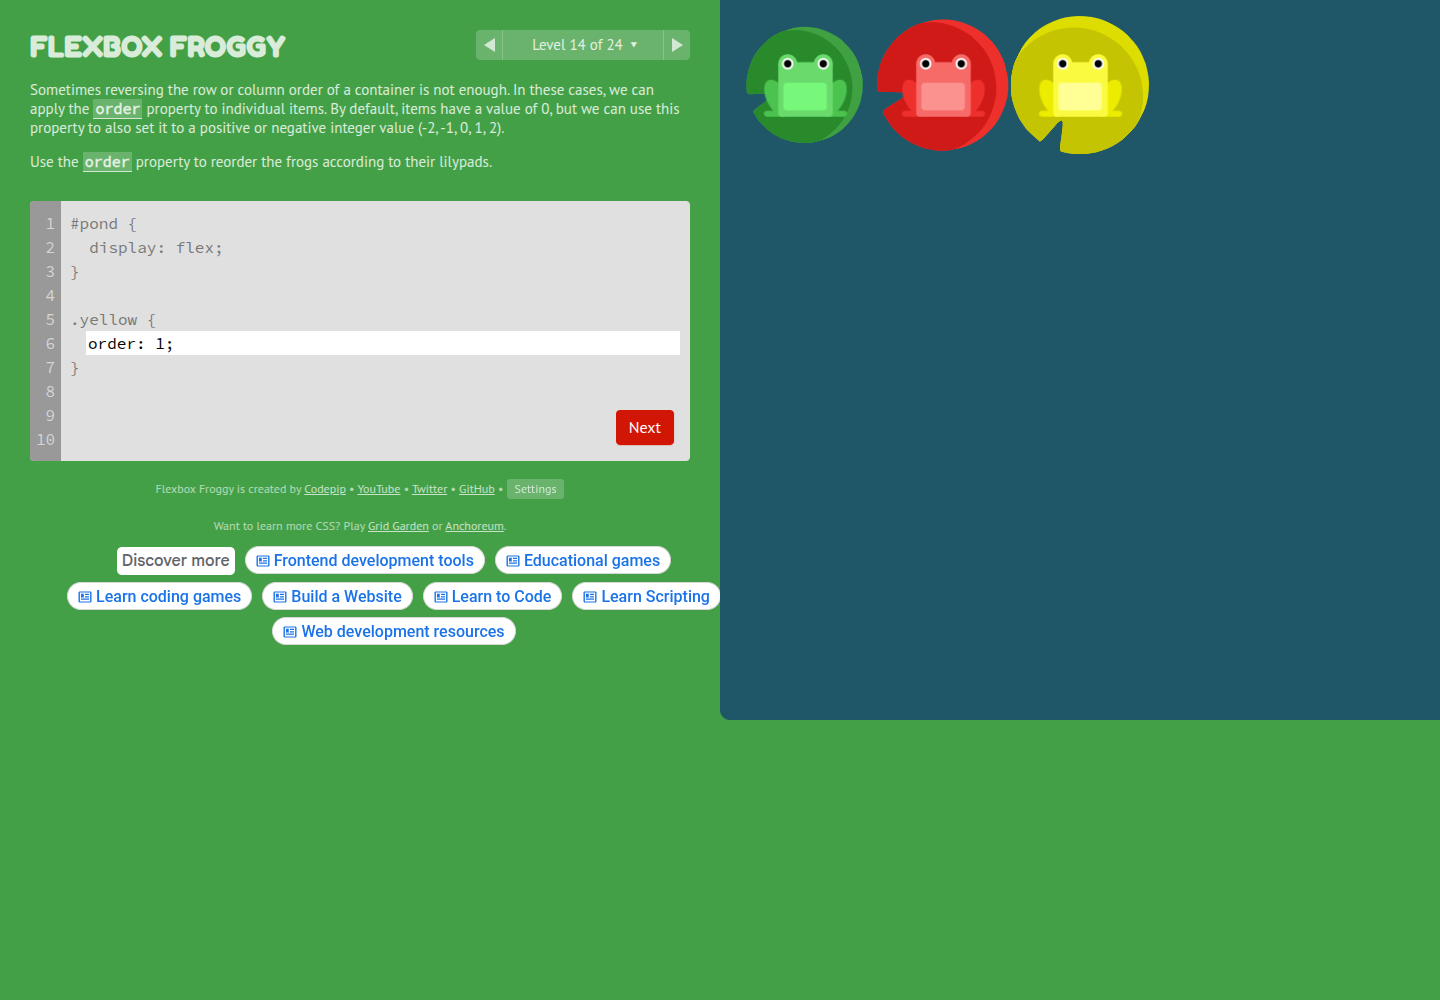 FLEXBOX FROGGY
Level 14 of 24 ▼
Sometimes reversing the row or column order of a container is not enough. In these cases, we can
apply the order property to individual items. By default, items have a value of 0, but we can use this
property to also set it to a positive or negative integer value (-2, -1, 0, 1, 2).
Use the order property to reorder the frogs according to their lilypads.
1 #pond {
2   display: flex;
3 }
4
5 .yellow {
6   order: 1;
7 }
8
9
10
Next
Flexbox Froggy is created by Codepip • YouTube • Twitter • GitHub • Settings
Want to learn more CSS? Play Grid Garden or Anchoreum.
Discover more Frontend development tools Educational games
Learn coding games Build a Website Learn to Code Learn Scripting
Web development resources